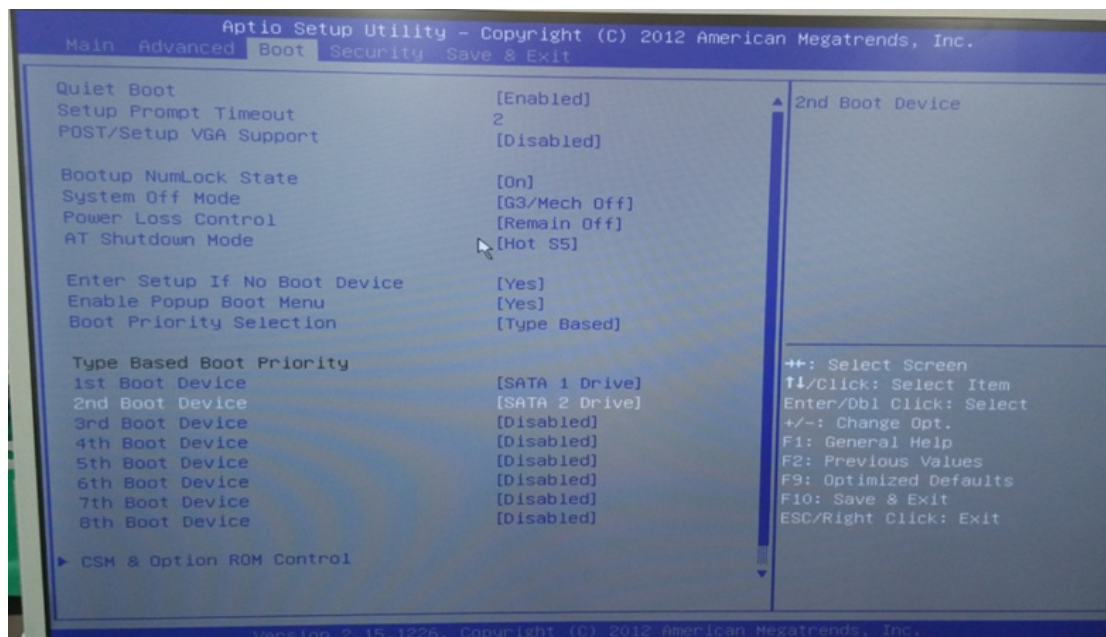 Aptio Setup Utility - Copyright (C) 2012 American Megatrends, Inc.
Main Advanced Boot Security Save & Exit
Quiet Boot [Enabled]
Setup Prompt Timeout 2
POST/Setup VGA Support [Disabled]
Bootup NumLock State [On]
System Off Mode [G3/Mech Off]
Power Loss Control [Remain Off]
AT Shutdown Mode [Hot S5]
Enter Setup If No Boot Device [Yes]
Enable Popup Boot Menu [Yes]
Boot Priority Selection [Type Based]
Type Based Boot Priority
1st Boot Device [SATA 1 Drive]
2nd Boot Device [SATA 2 Drive]
3rd Boot Device [Disabled]
4th Boot Device [Disabled]
5th Boot Device [Disabled]
6th Boot Device [Disabled]
7th Boot Device [Disabled]
8th Boot Device [Disabled]
CSM & Option ROM Control
2nd Boot Device
→←: Select Screen
↑↓/Click: Select Item
Enter/Dbl Click: Select
+/-: Change Opt.
F1: General Help
F2: Previous Values
F9: Optimized Defaults
F10: Save & Exit
ESC/Right Click: Exit
Version 2.15.1226. Copyright (C) 2012 American Megatrends, Inc.